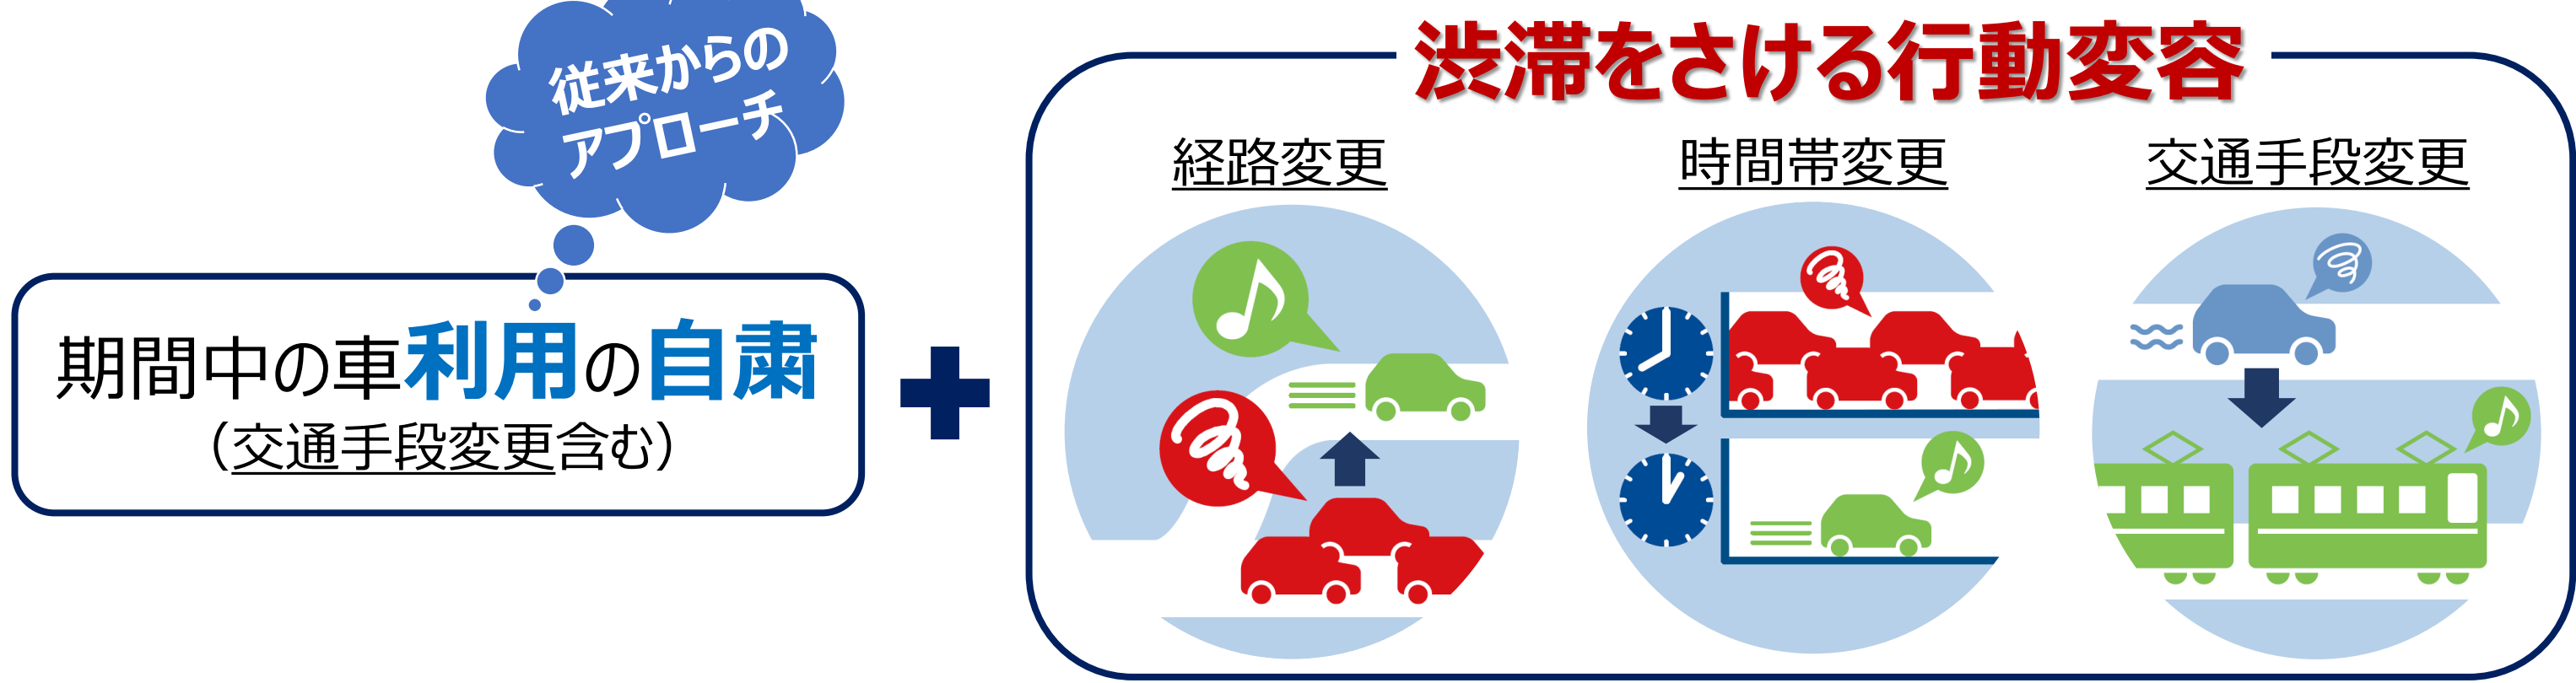 従来からの
アプローチ
期間中の車利用の自粛
（交通手段変更含む）
渋滞をさける行動変容
経路変更
時間帯変更
交通手段変更